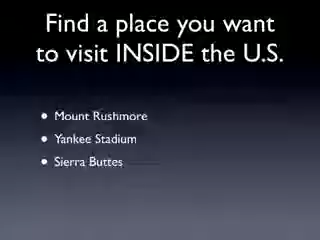 Find a place you want
to visit INSIDE the U.S.
• Mount Rushmore
• Yankee Stadium
• Sierra Buttes